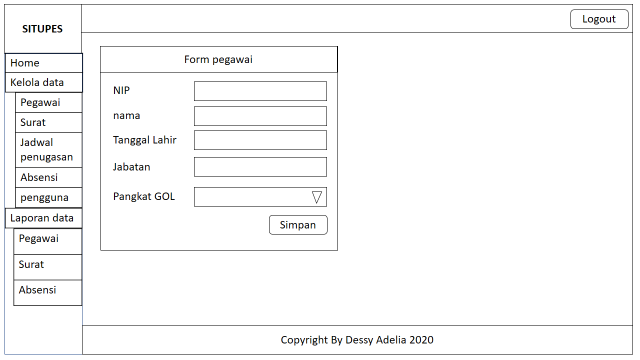 SITUPES
Logout
Home
Kelola data
Pegawai
Surat
Jadwal
penugasan
Absensi
pengguna
Laporan data
Pegawai
Surat
Absensi
Form pegawai
NIP
nama
Tanggal Lahir
Jabatan
Pangkat GOL
Simpan
Copyright By Dessy Adelia 2020